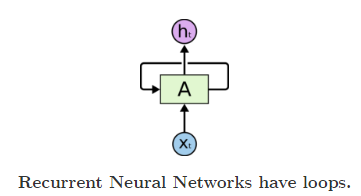 hₜ
A
xₜ
Recurrent Neural Networks have loops.